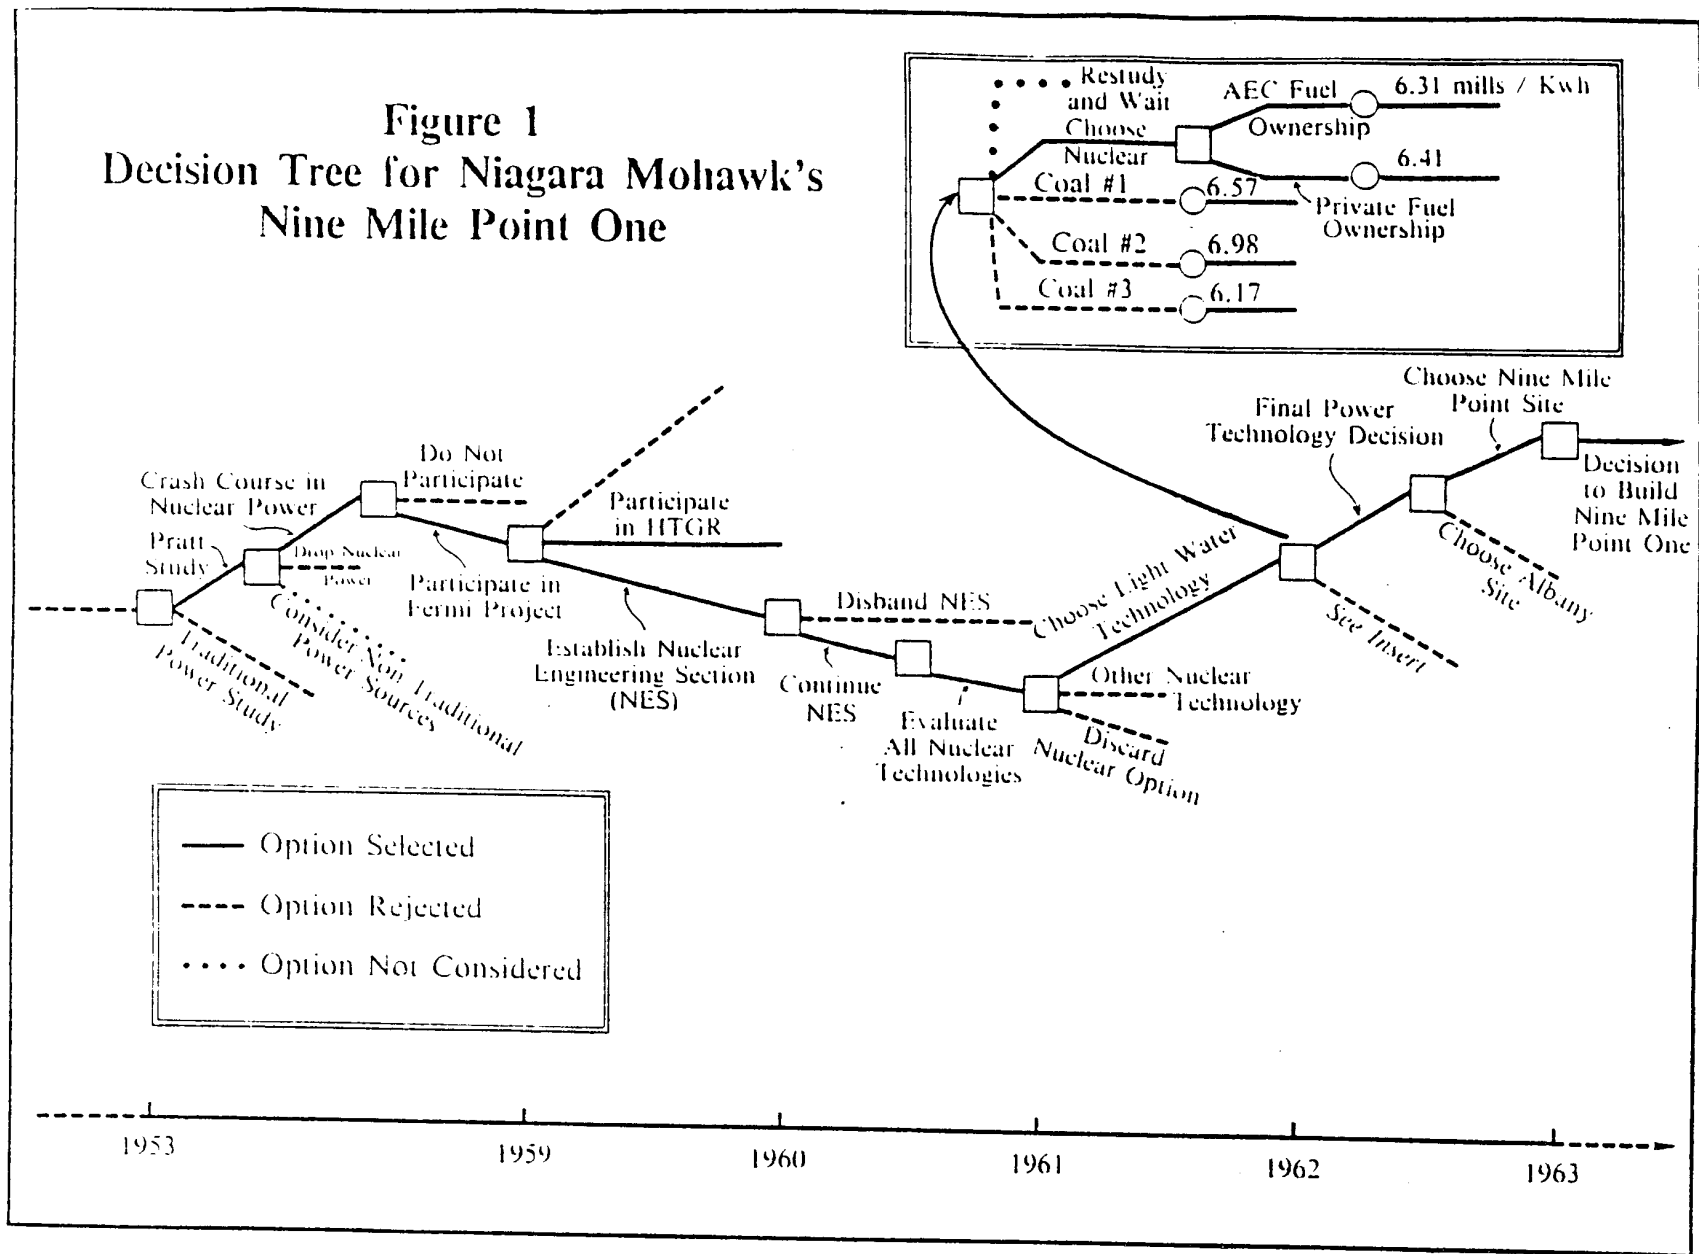 Figure 1
Decision Tree for Niagara Mohawk's
Nine Mile Point One
Restudy
and Wait
Choose
Nuclear
AEC Fuel
Ownership
6.31 mills / Kwh
6.41
Private Fuel
Ownership
Coal #1
6.57
Coal #2
6.98
Coal #3
6.17
Crash Course in
Nuclear Power
Pratt
Study
Drop Nuclear
Power
Traditional
Power Study
Consider Non Traditional
Power Sources
Do Not
Participate
Participate in
Fermi Project
Participate
in HTGR
Establish Nuclear
Engineering Section
(NES)
Disband NES
Continue
NES
Evaluate
All Nuclear
Technologies
Choose Light Water
Technology
Other Nuclear
Technology
Discard
Nuclear Option
Final Power
Technology Decision
See Insert
Choose Nine Mile
Point Site
Choose Albany
Site
Decision
to Build
Nine Mile
Point One
Option Selected
Option Rejected
Option Not Considered
1953
1959
1960
1961
1962
1963